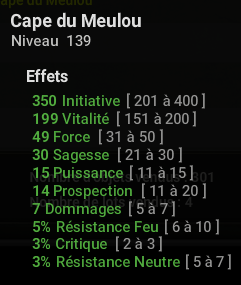 Cape du Meulou
Niveau 139
Effets
350 Initiative [ 201 à 400 ]
199 Vitalité [ 151 à 200 ]
49 Force [ 31 à 50 ]
30 Sagesse [ 21 à 30 ]
15 Puissance [ 11 à 15 ]
14 Prospection [ 11 à 20 ]
7 Dommages [ 5 à 7 ]
5% Résistance Feu [ 6 à 10 ]
3% Critique [ 2 à 3 ]
3% Résistance Neutre [ 5 à 7 ]